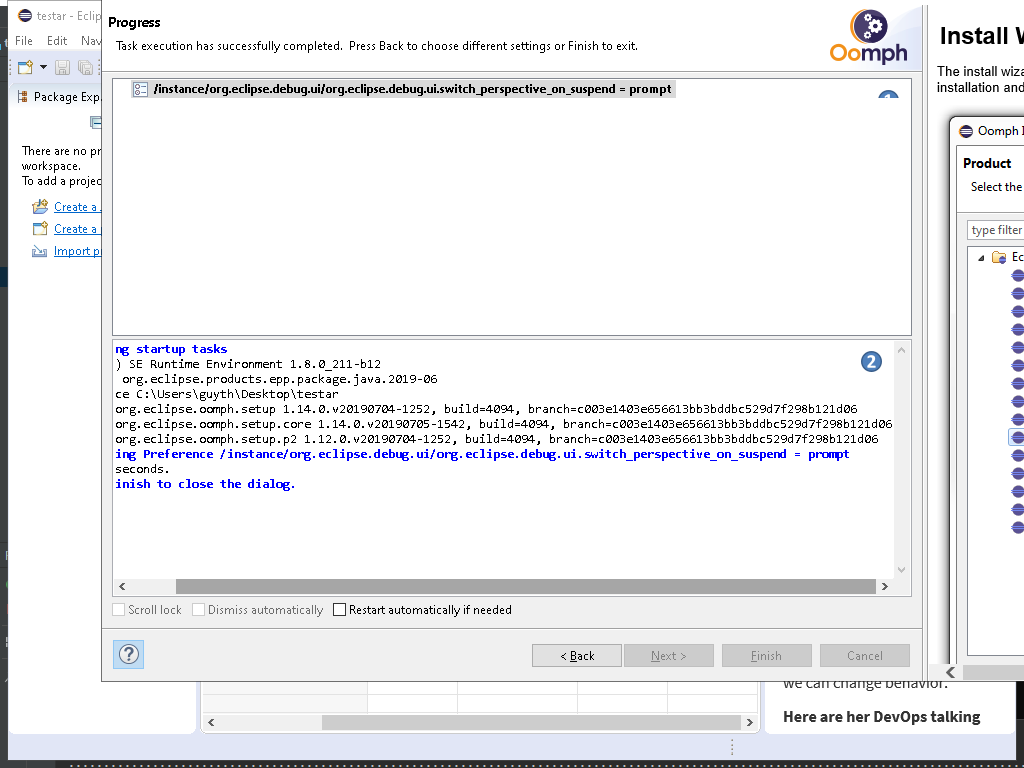 testar - Eclip
File Edit Nav
Package Exp
There are no pr
workspace.
To add a projec
Create a
Create a
Import p
Progress
Task execution has successfully completed. Press Back to choose different settings or Finish to exit.
Oomph
/instance/org.eclipse.debug.ui/org.eclipse.debug.ui.switch_perspective_on_suspend = prompt
ng startup tasks
) SE Runtime Environment 1.8.0_211-b12
org.eclipse.products.epp.package.java.2019-06
ce C:\Users\guyth\Desktop\testar
org.eclipse.oomph.setup 1.14.0.v20190704-1252, build=4094, branch=c003e1403e656613bb3bddbc529d7f298b121d06
org.eclipse.oomph.setup.core 1.14.0.v20190705-1542, build=4094, branch=c003e1403e656613bb3bddbc529d7f298b121d06
org.eclipse.oomph.setup.p2 1.12.0.v20190704-1252, build=4094, branch=c003e1403e656613bb3bddbc529d7f298b121d06
ing Preference /instance/org.eclipse.debug.ui/org.eclipse.debug.ui.switch_perspective_on_suspend = prompt
seconds.
inish to close the dialog.
2
Scroll lock Dismiss automatically Restart automatically if needed
?
< Back Next > Finish Cancel
Install W
The install wiza
installation and
Oomph I
Product
Select the
type filter
Ec
we can change behavior.
Here are her DevOps talking